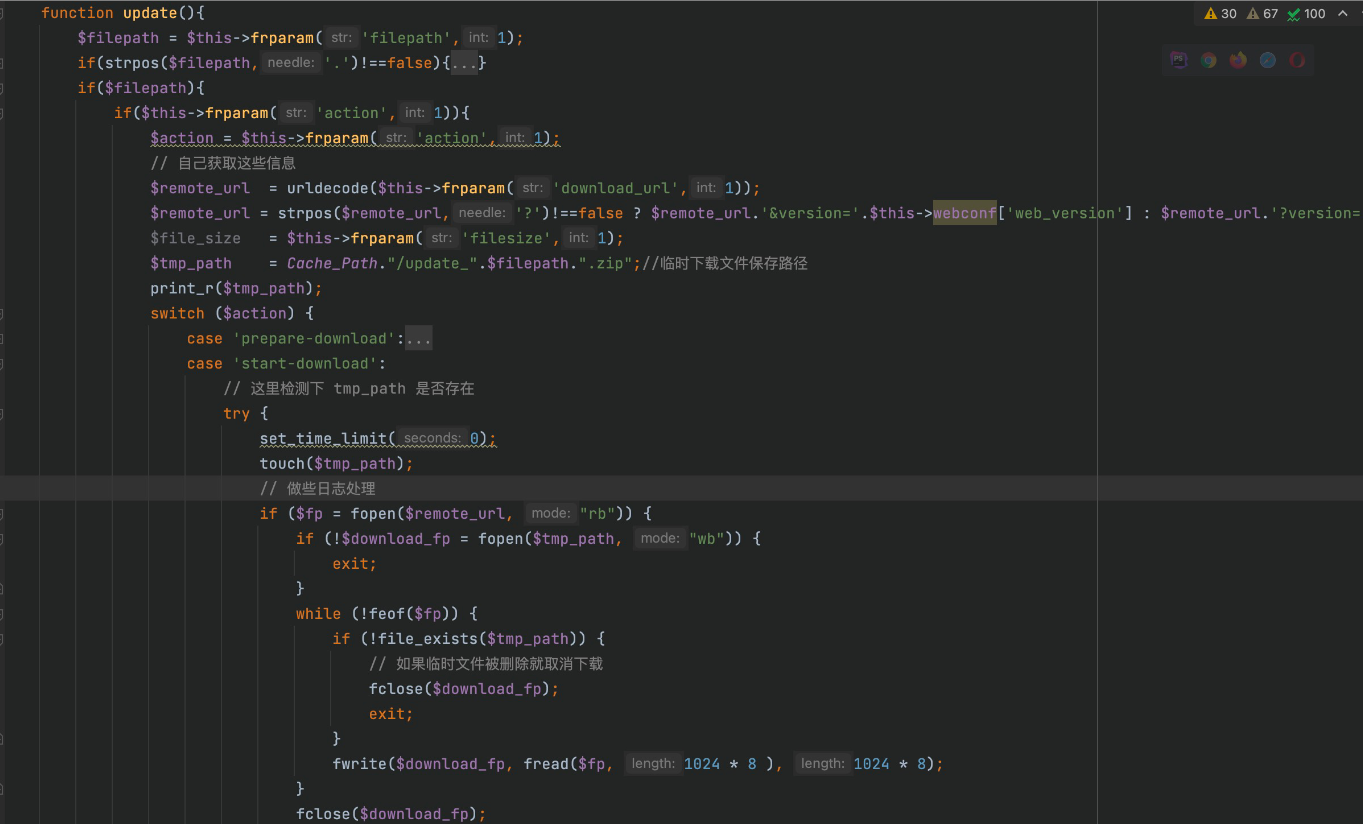 function update(){
30 67 100
$filepath = $this->frparam( str: 'filepath', int: 1);
if(strpos($filepath, needle: '.')!==false){...}
PS
if($filepath){
if($this->frparam( str: 'action', int: 1)){
$action = $this->frparam( str: 'action', int: 1);
// 自己获取这些信息
$remote_url  = urldecode($this->frparam( str: 'download_url', int: 1));
$remote_url = strpos($remote_url, needle: '?')!==false ? $remote_url.'&version='.$this->webconf['web_version'] : $remote_url.'?version=
$file_size   = $this->frparam( str: 'filesize', int: 1);
$tmp_path    = Cache_Path."/update_".$filepath.".zip";//临时下载文件保存路径
print_r($tmp_path);
switch ($action) {
case 'prepare-download':...
case 'start-download':
// 这里检测下 tmp_path 是否存在
try {
set_time_limit( seconds: 0);
touch($tmp_path);
// 做些日志处理
if ($fp = fopen($remote_url, mode: "rb")) {
if (!$download_fp = fopen($tmp_path, mode: "wb")) {
exit;
}
while (!feof($fp)) {
if (!file_exists($tmp_path)) {
// 如果临时文件被删除就取消下载
fclose($download_fp);
exit;
}
fwrite($download_fp, fread($fp, length: 1024 * 8 ), length: 1024 * 8);
}
fclose($download_fp);